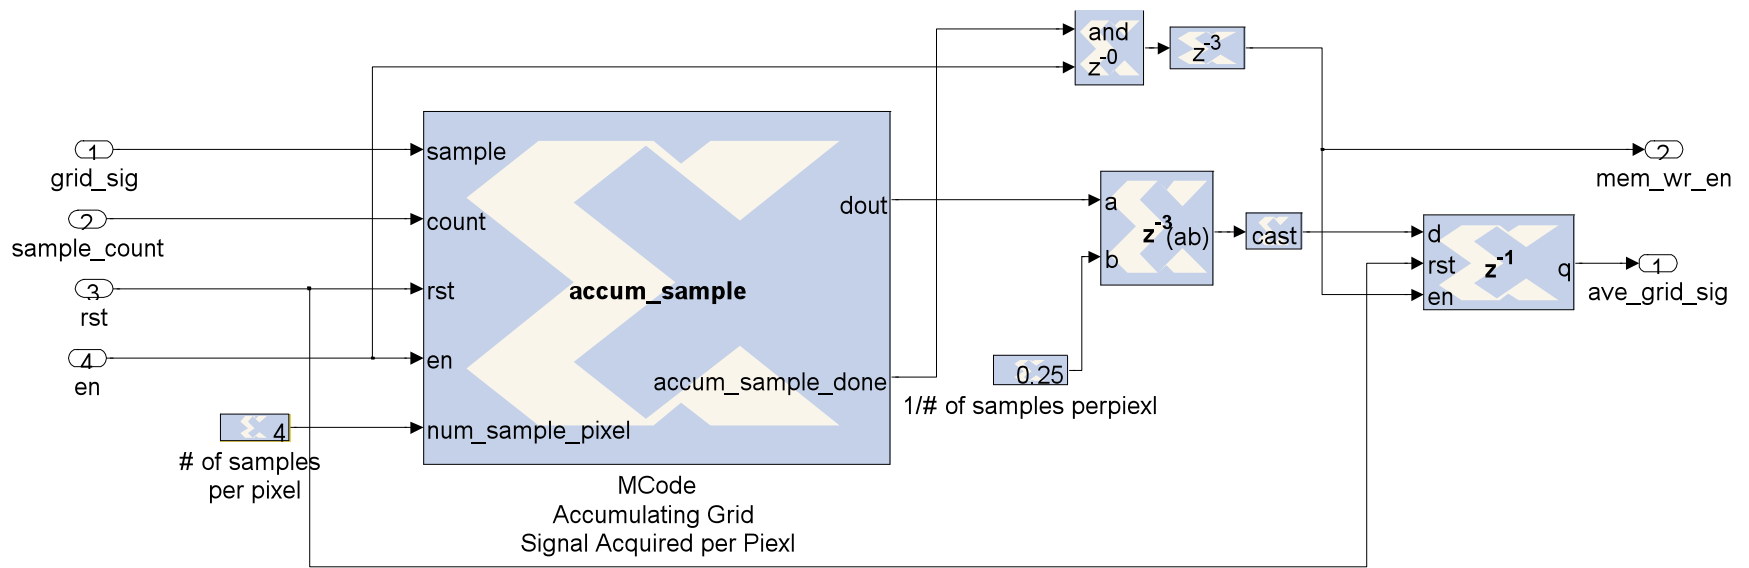 and
z-0
z-3
1
grid_sig
2
sample_count
3
rst
4
en
4
# of samples
per pixel
sample
count
rst
en
num_sample_pixel
accum_sample
dout
accum_sample_done
MCode
Accumulating Grid
Signal Acquired per Piexl
a
b
z-3
(ab)
cast
0.25
1/# of samples perpiexl
d
rst
en
z-1
q
2
mem_wr_en
1
ave_grid_sig